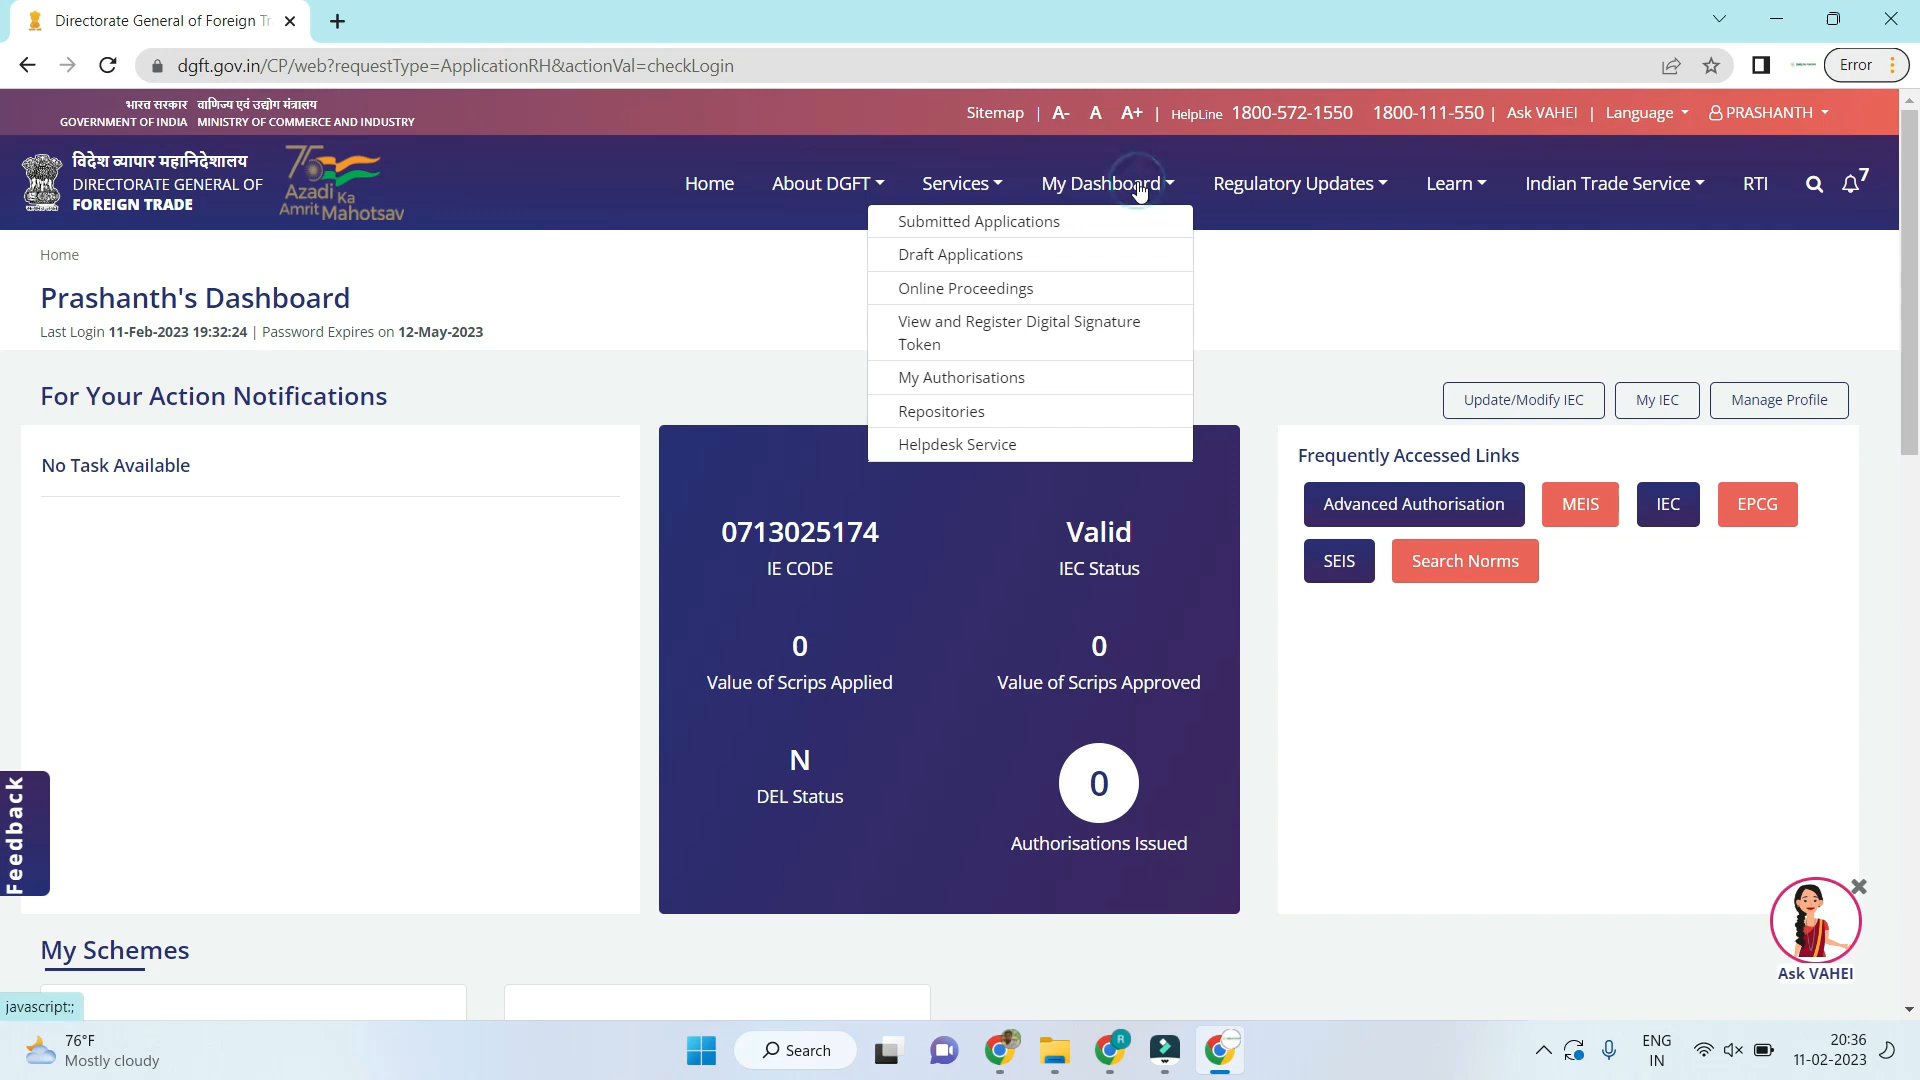 Directorate General of Foreign Tr
dgft.gov.in/CP/web?requestType=ApplicationRH&actionVal=checkLogin
Error
भारत सरकार वाणिज्य एवं उद्योग मंत्रालय
GOVERNMENT OF INDIA MINISTRY OF COMMERCE AND INDUSTRY
Sitemap | A- A A+ | HelpLine 1800-572-1550 1800-111-550 | Ask VAHEI | Language PRASHANTH
विदेश व्यापार महानिदेशालय
DIRECTORATE GENERAL OF
FOREIGN TRADE
75
Azadi Ka
Amrit Mahotsav
Home About DGFT Services My Dashboard Regulatory Updates Learn Indian Trade Service RTI 7
Submitted Applications
Draft Applications
Online Proceedings
View and Register Digital Signature
Token
My Authorisations
Repositories
Helpdesk Service
Home
Prashanth's Dashboard
Last Login 11-Feb-2023 19:32:24 | Password Expires on 12-May-2023
For Your Action Notifications
Update/Modify IEC My IEC Manage Profile
No Task Available
0713025174
IE CODE
Valid
IEC Status
0
Value of Scrips Applied
0
Value of Scrips Approved
N
DEL Status
0
Authorisations Issued
Frequently Accessed Links
Advanced Authorisation MEIS IEC EPCG
SEIS Search Norms
Feedback
Ask VAHEI
My Schemes
javascript:;
76°F
Mostly cloudy
Search
R
ENG
IN
20:36
11-02-2023